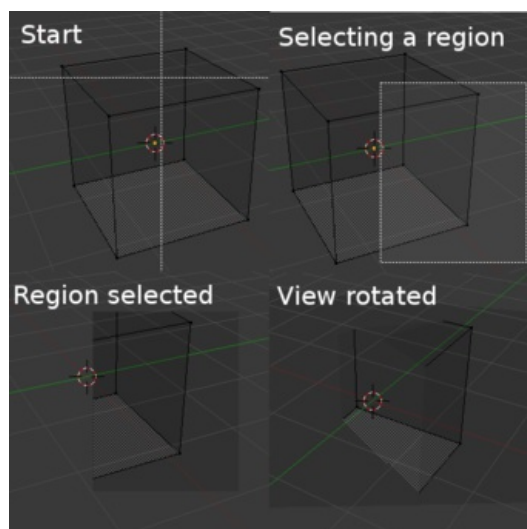 Start
Selecting a region
Region selected
View rotated